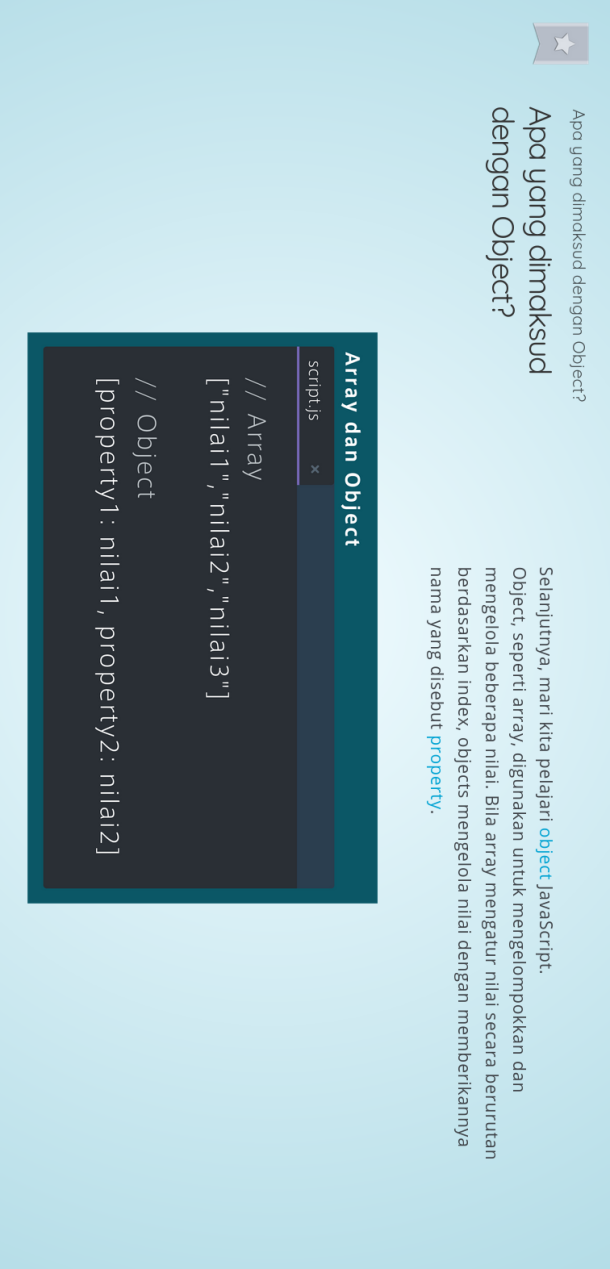 Apa yang dimaksud dengan Object?
Apa yang dimaksud
dengan Object?
Selanjutnya, mari kita pelajari object JavaScript.
Object, seperti array, digunakan untuk mengelompokkan dan
mengelola beberapa nilai. Bila array mengatur nilai secara berurutan
berdasarkan index, objects mengelola nilai dengan memberikannya
nama yang disebut property.
Array dan Object
script.js ×
// Array
["nilai1","nilai2","nilai3"]
// Object
[property1: nilai1, property2: nilai2]